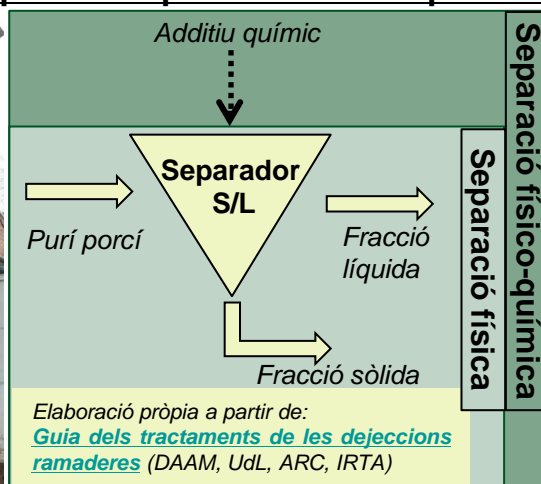 Additiu químic
Separador
S/L
Purí porcí
Fracció
líquida
Fracció sòlida
Separació física
Separació físico-química
Elaboració pròpia a partir de:
Guia dels tractaments de les dejeccions
ramaderes (DAAM, UdL, ARC, IRTA)